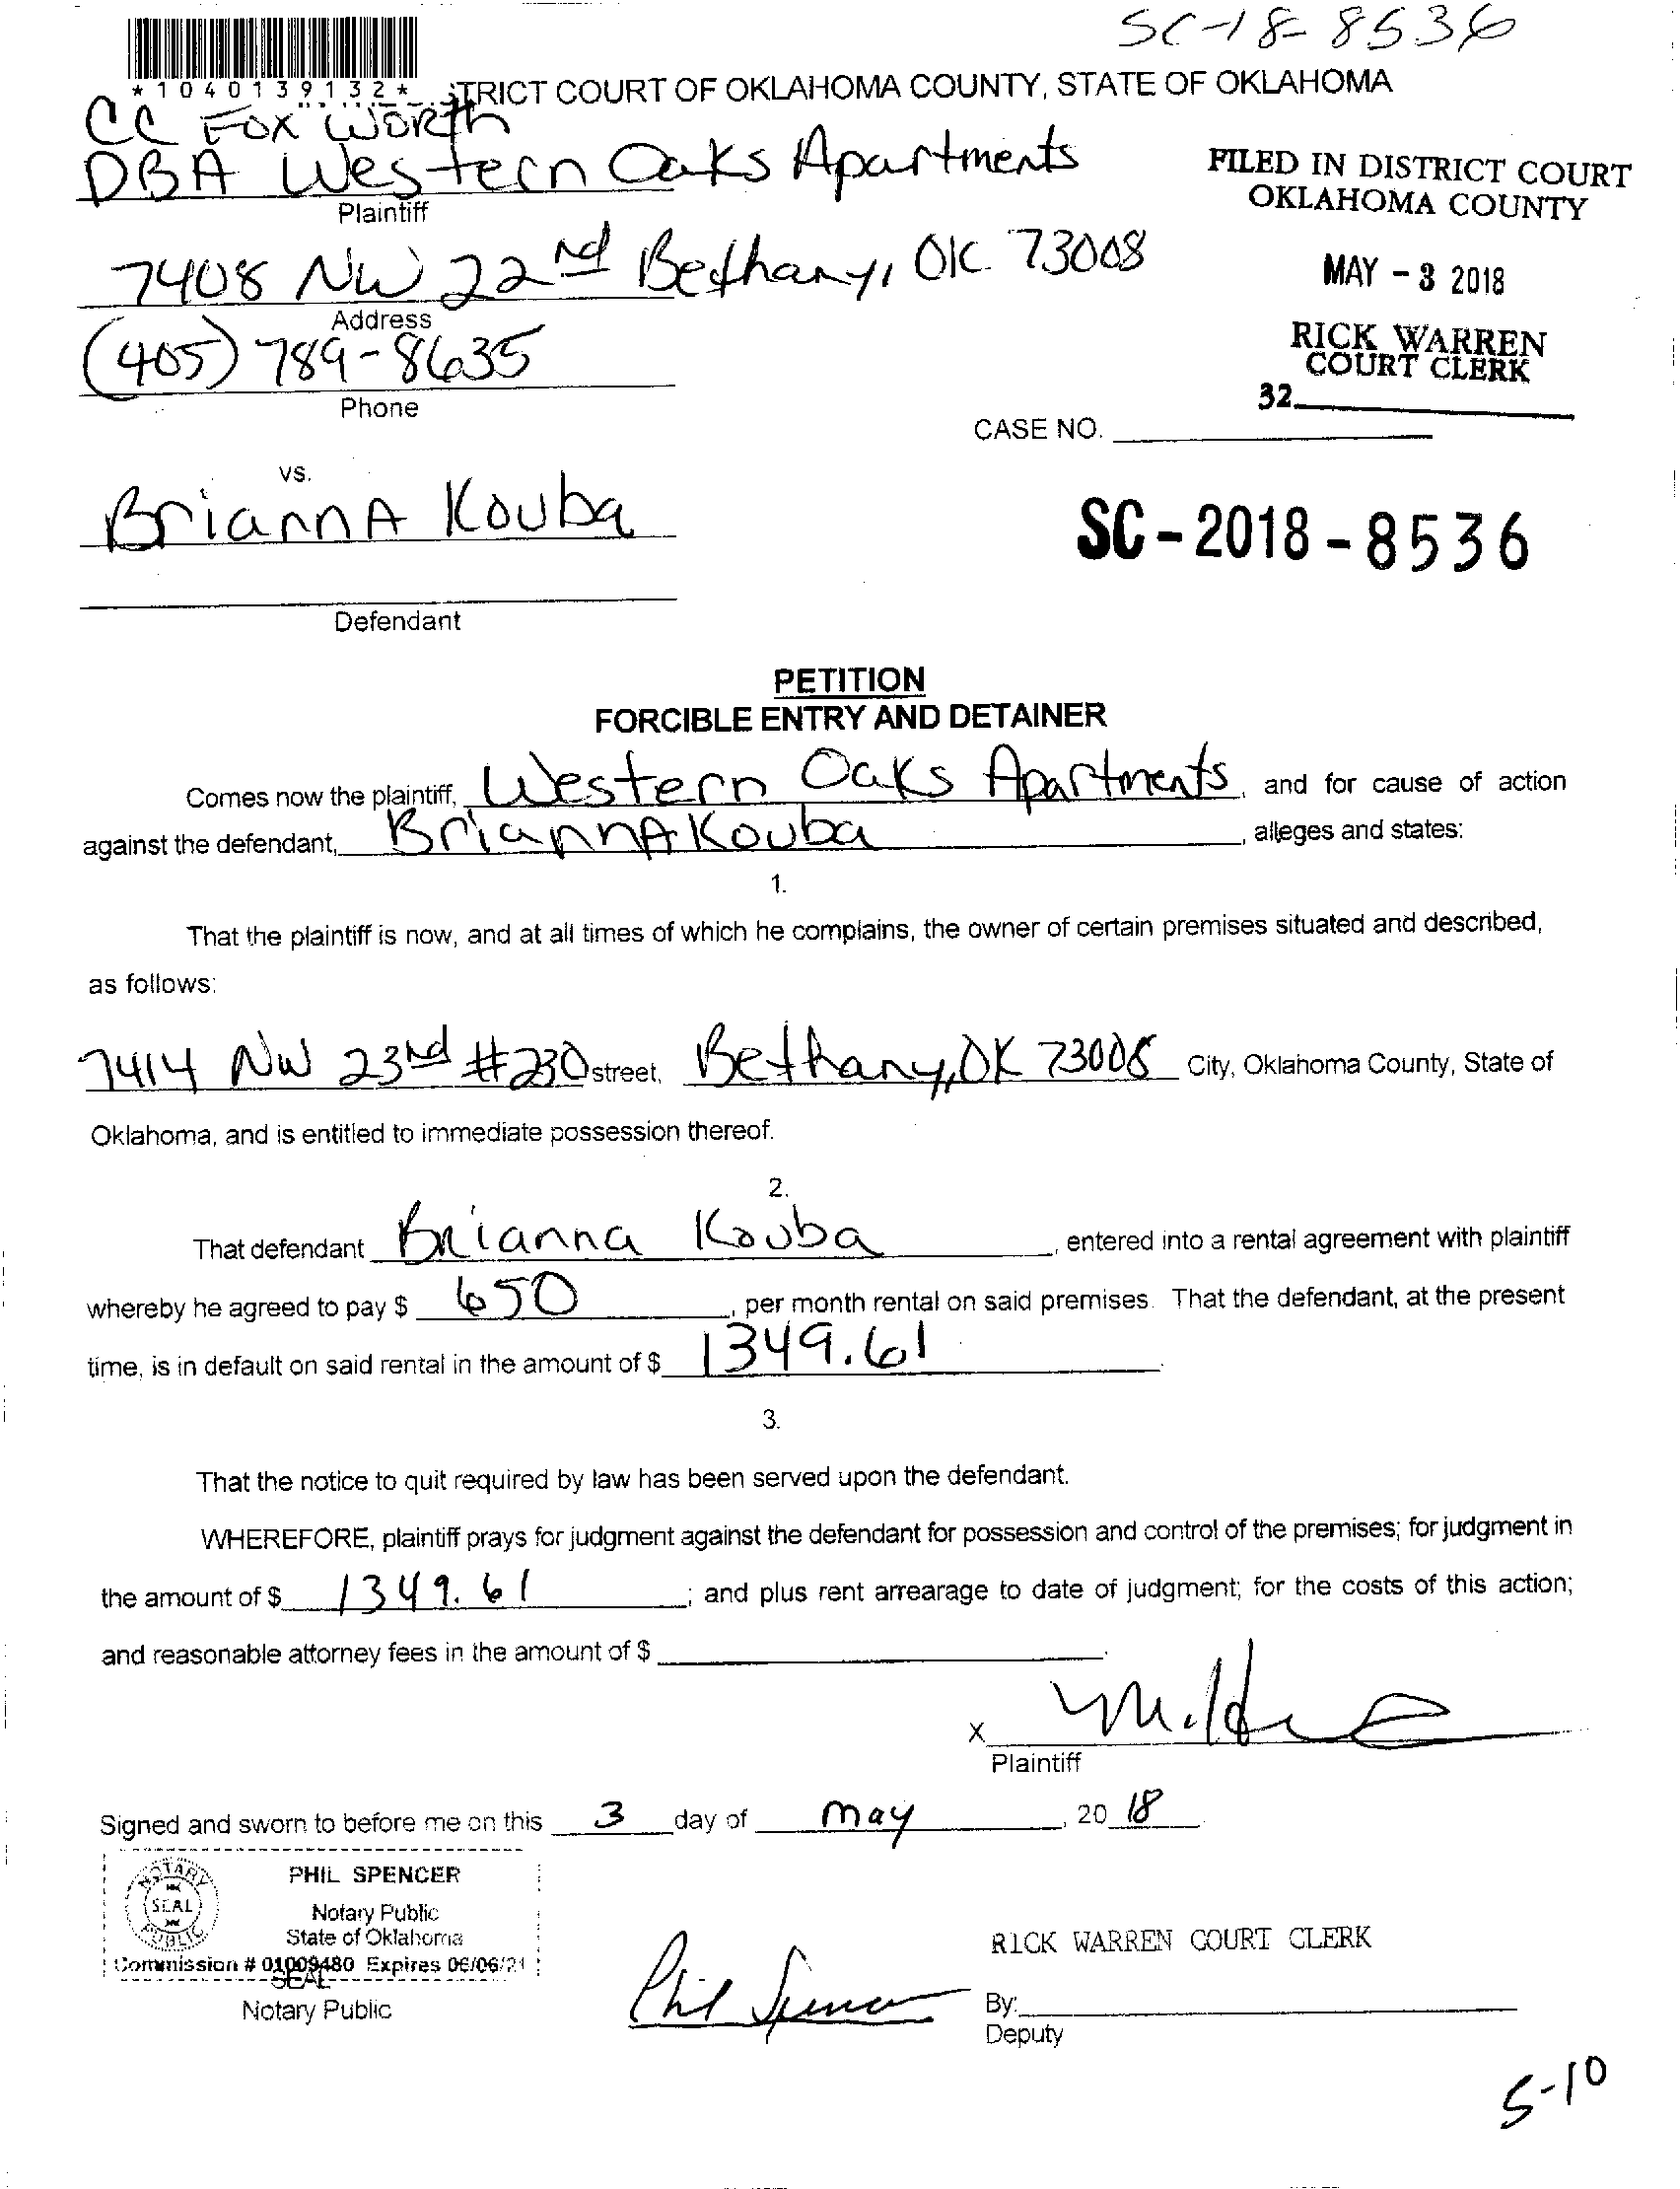 SC-18-8536
*1040139132*
TRICT COURT OF OKLAHOMA COUNTY, STATE OF OKLAHOMA
CC FOX WORTH
DBA Western Oaks Apartments
Plaintiff
FILED IN DISTRICT COURT
OKLAHOMA COUNTY
7408 NW 22nd Bethany, OK 73008
Address
MAY - 3 2018
(405) 789-8635
Phone
RICK WARREN
COURT CLERK
32
CASE NO.
vs.
BriannA Kouba
SC-2018-8536
Defendant
PETITION
FORCIBLE ENTRY AND DETAINER
Comes now the plaintiff, Western Oaks Apartments, and for cause of action
against the defendant, BriannA Kouba, alleges and states:
1.
That the plaintiff is now, and at all times of which he complains, the owner of certain premises situated and described,
as follows:
7414 NW 23rd #230 street, Bethany, OK 73008 City, Oklahoma County, State of
Oklahoma, and is entitled to immediate possession thereof.
2.
That defendant Brianna Kouba, entered into a rental agreement with plaintiff
whereby he agreed to pay $ 650, per month rental on said premises. That the defendant, at the present
time, is in default on said rental in the amount of $ 1349.61.
3.
That the notice to quit required by law has been served upon the defendant.
WHEREFORE, plaintiff prays for judgment against the defendant for possession and control of the premises; for judgment in
the amount of $ 1349.61; and plus rent arrearage to date of judgment; for the costs of this action;
and reasonable attorney fees in the amount of $
X
Plaintiff
Signed and sworn to before me on this 3 day of may, 20 18
NOTARY PUBLIC SEAL
PHIL SPENCER
Notary Public
State of Oklahoma
Commission # 01009480 Expires 06/06/21
SEAL
Notary Public
Phil Spencer
RICK WARREN COURT CLERK
By:
Deputy
5-10